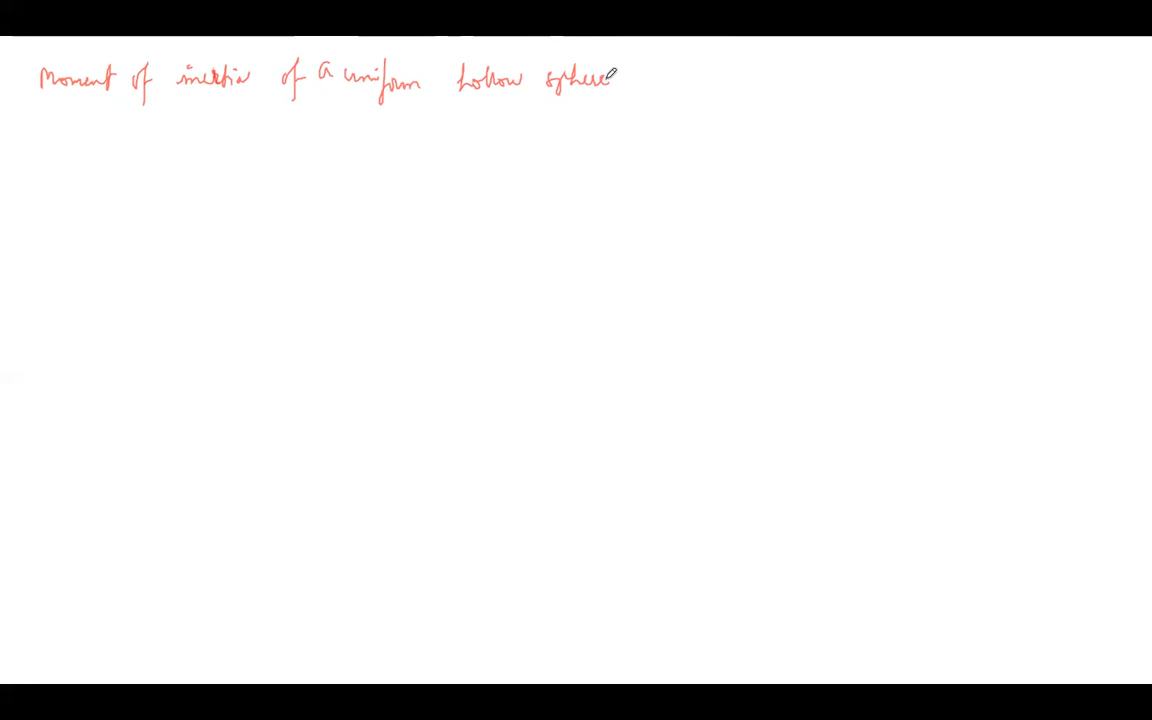 Moment of inertia of a uniform hollow sphere